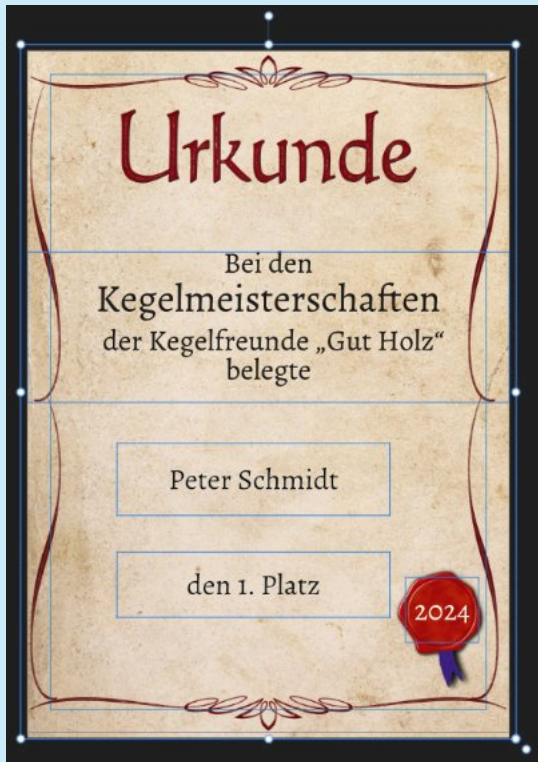 Urkunde
Bei den
Kegelmeisterschaften
der Kegelfreunde „Gut Holz“
belegte
Peter Schmidt
den 1. Platz
2024